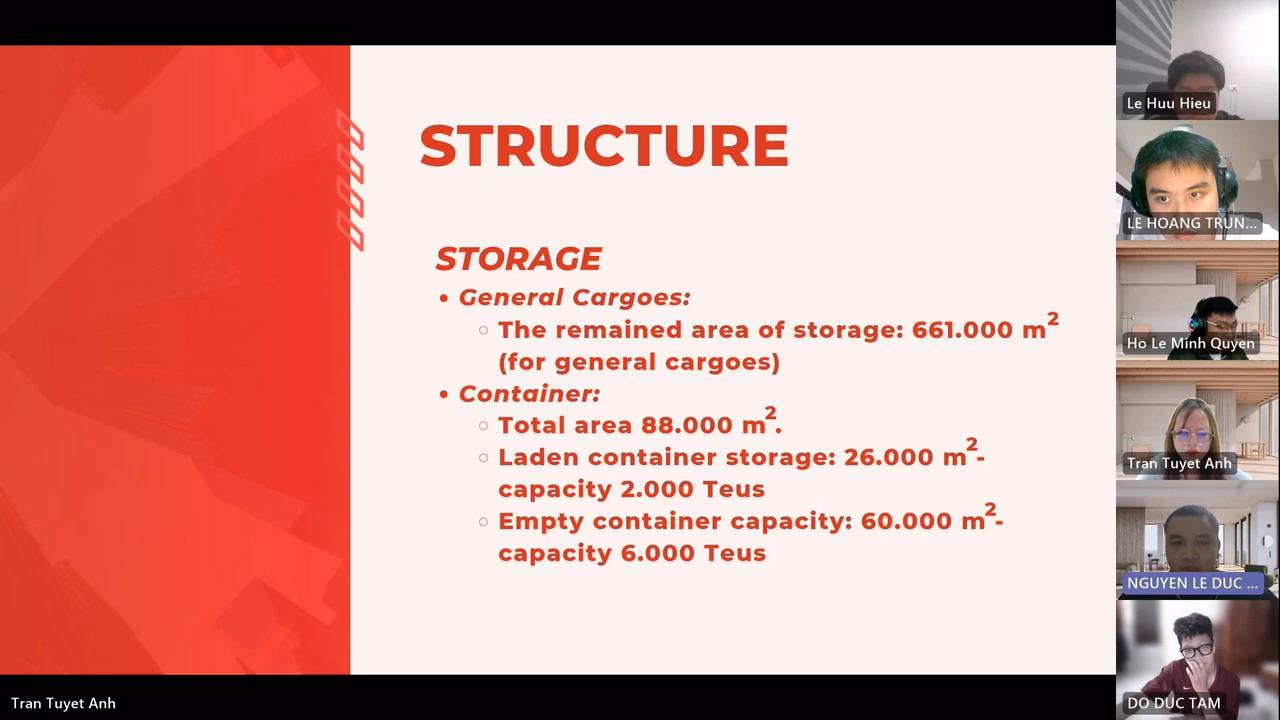 STRUCTURE
STORAGE
• General Cargoes:
○ The remained area of storage: 661.000 m²
(for general cargoes)
• Container:
○ Total area 88.000 m².
○ Laden container storage: 26.000 m²-
capacity 2.000 Teus
○ Empty container capacity: 60.000 m²-
capacity 6.000 Teus
Le Huu Hieu
LE HOANG TRUN...
Ho Le Minh Quyen
Tran Tuyet Anh
NGUYEN LE DUC ...
DO DUC TAM
Tran Tuyet Anh